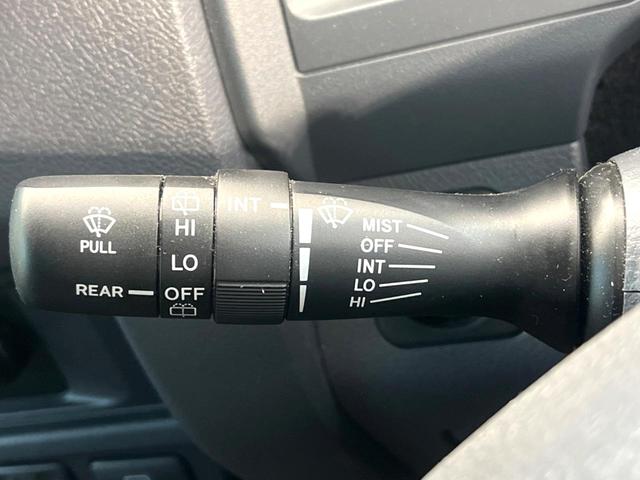 PULL
REAR
HI
LO
OFF
INT
MIST
OFF
INT
LO
HI